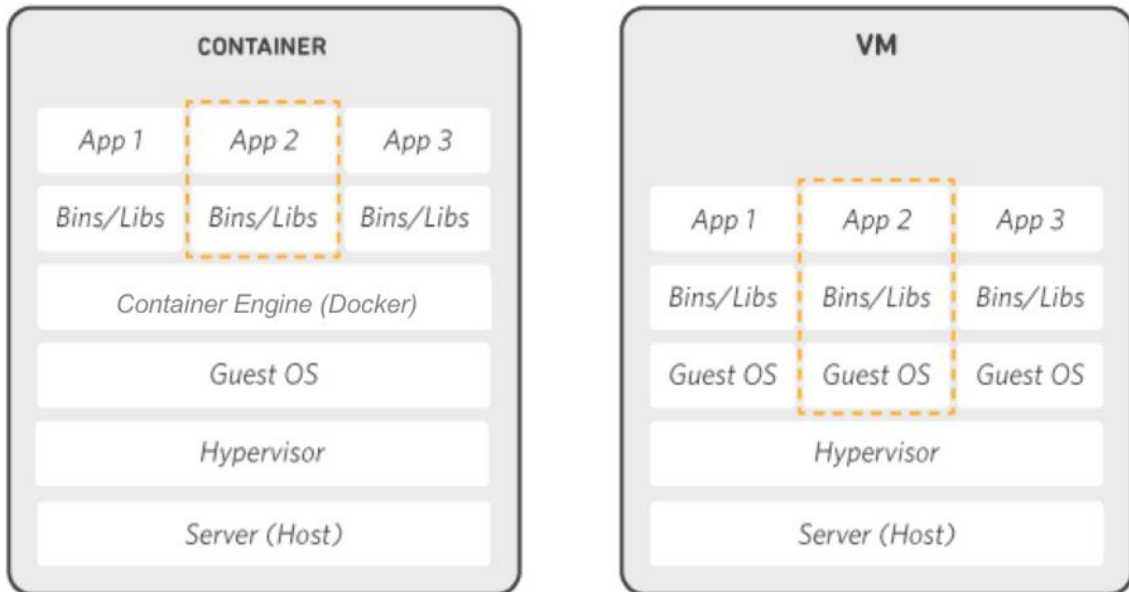 CONTAINER
App 1 App 2 App 3
Bins/Libs Bins/Libs Bins/Libs
Container Engine (Docker)
Guest OS
Hypervisor
Server (Host)
VM
App 1 App 2 App 3
Bins/Libs Bins/Libs Bins/Libs
Guest OS Guest OS Guest OS
Hypervisor
Server (Host)